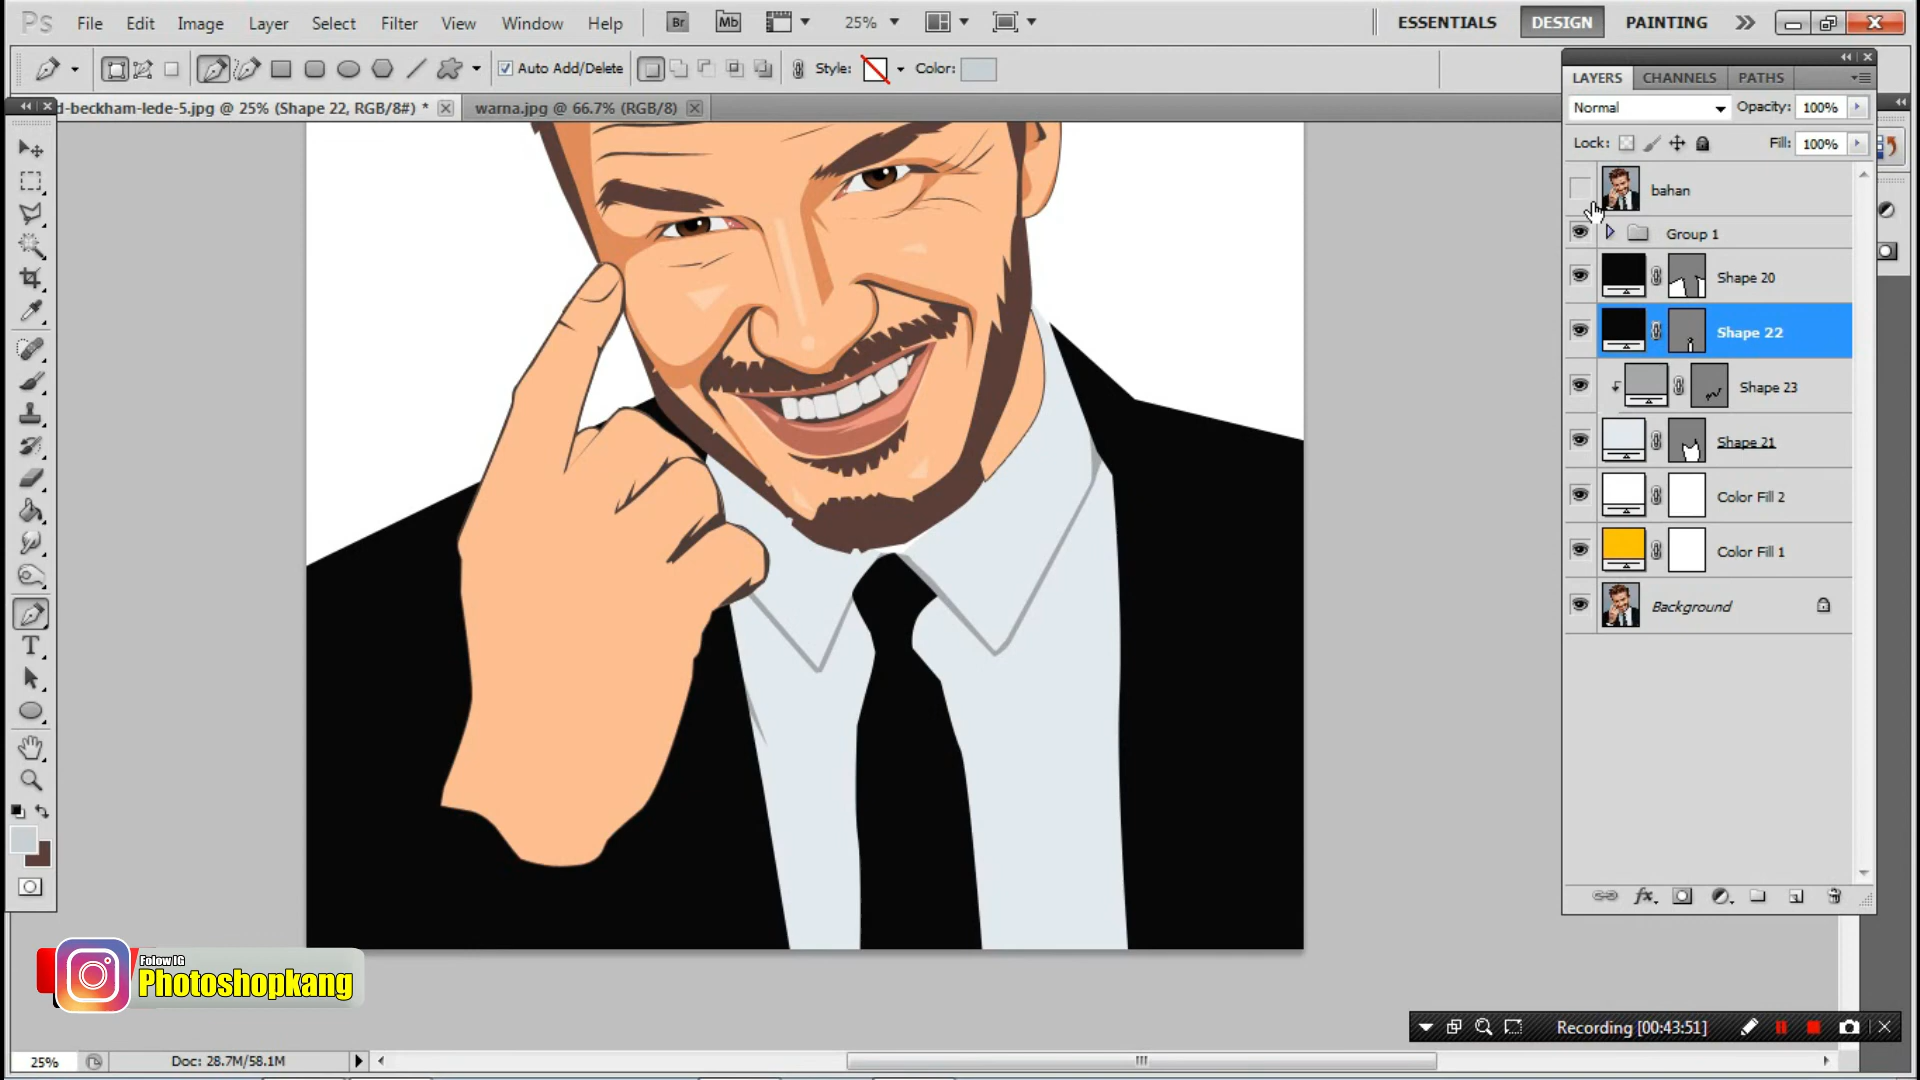 Ps File Edit Image Layer Select Filter View Window Help Br Mb 25% ESSENTIALS DESIGN PAINTING
Auto Add/Delete Style: Color:
d-beckham-lede-5.jpg @ 25% (Shape 22, RGB/8#) * warna.jpg @ 66.7% (RGB/8)
LAYERS CHANNELS PATHS
Normal Opacity: 100%
Lock: Fill: 100%
bahan
Group 1
Shape 20
Shape 22
Shape 23
Shape 21
Color Fill 2
Color Fill 1
Background
fx
T
Folow IG
Photoshopkang
Recording [00:43:51]
25% Doc: 28.7M/58.1M